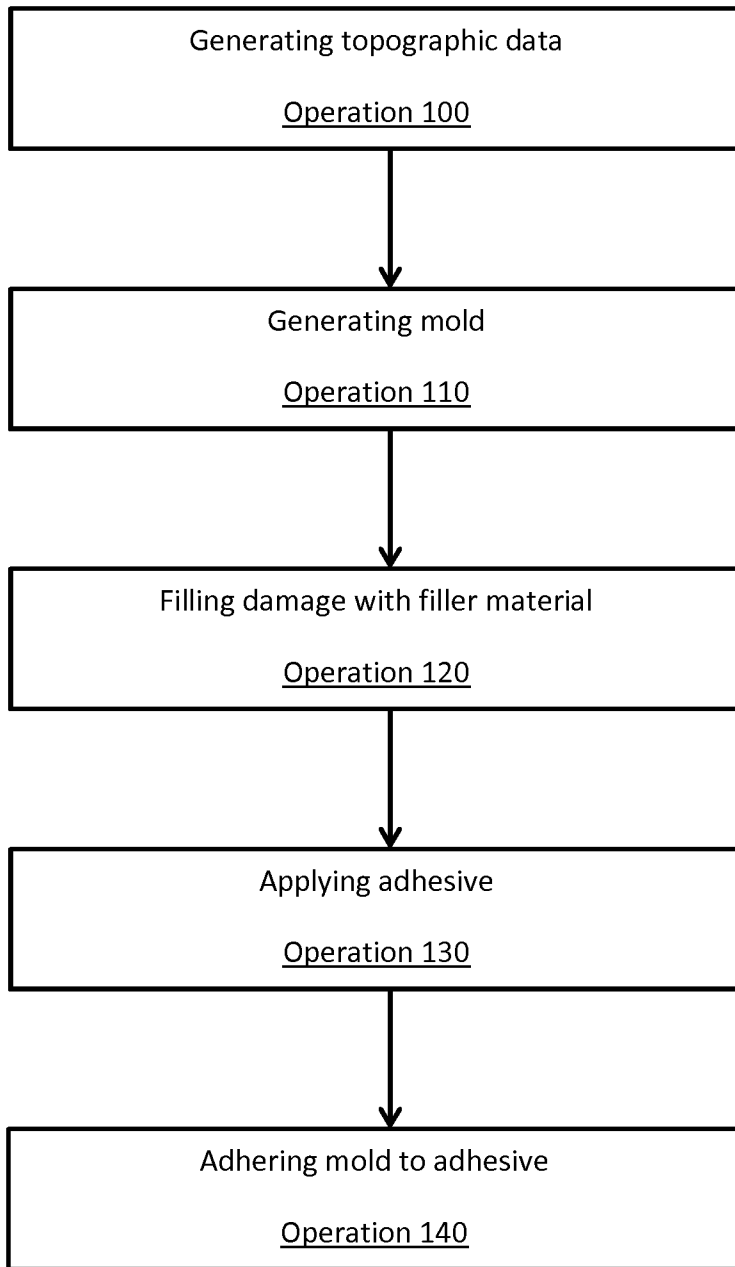 Generating topographic data
Operation 100
Generating mold
Operation 110
Filling damage with filler material
Operation 120
Applying adhesive
Operation 130
Adhering mold to adhesive
Operation 140